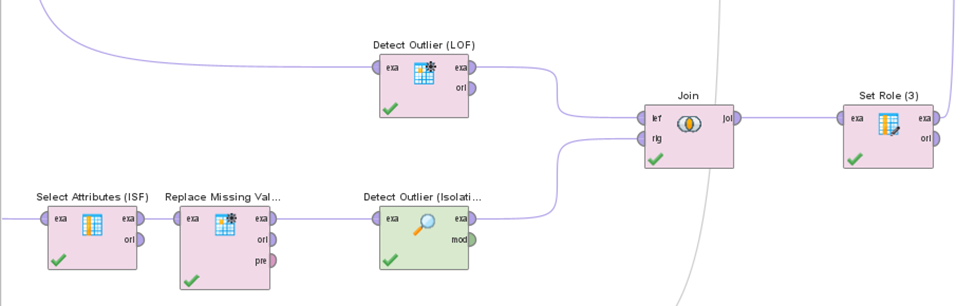 Detect Outlier (LOF)
exa exa
ori
Join
lef joi
rig
Set Role (3)
exa exa
ori
Select Attributes (ISF)
exa exa
ori
Replace Missing Val...
exa exa
ori
pre
Detect Outlier (Isolati...
exa exa
mod